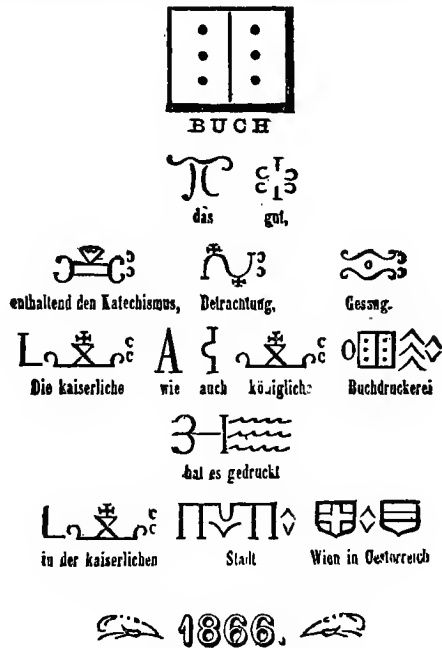 BUCH
das gut,
enthaltend den Katechismus, Betrachtung, Gesang.
Die kaiserliche wie auch königliche Buchdruckerei
hat es gedruckt
in der kaiserlichen Stadt Wien in Oesterreich
1866.